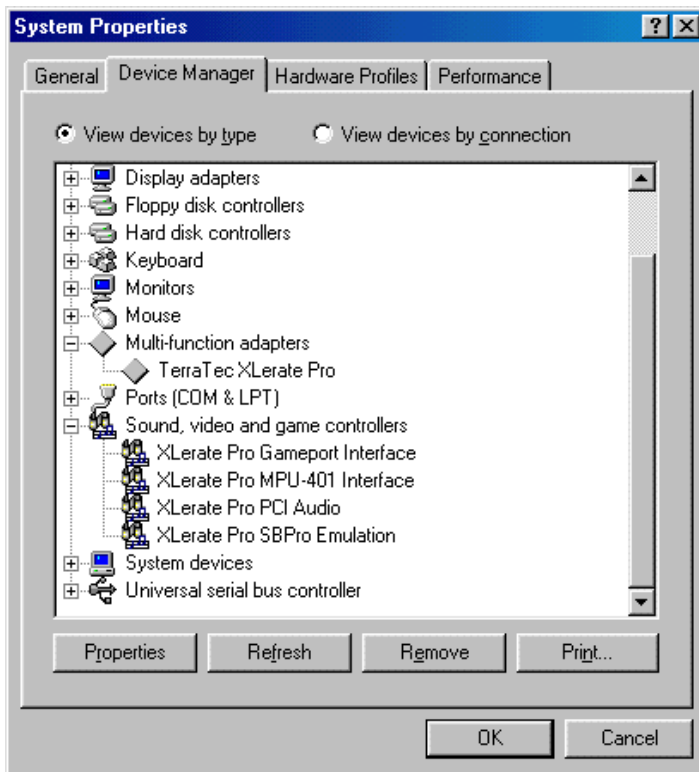 System Properties
General Device Manager Hardware Profiles Performance
View devices by type View devices by connection
Display adapters
Floppy disk controllers
Hard disk controllers
Keyboard
Monitors
Mouse
Multi-function adapters
TerraTec XLerate Pro
Ports (COM & LPT)
Sound, video and game controllers
XLerate Pro Gameport Interface
XLerate Pro MPU-401 Interface
XLerate Pro PCI Audio
XLerate Pro SBPro Emulation
System devices
Universal serial bus controller
Properties Refresh Remove Print...
OK Cancel